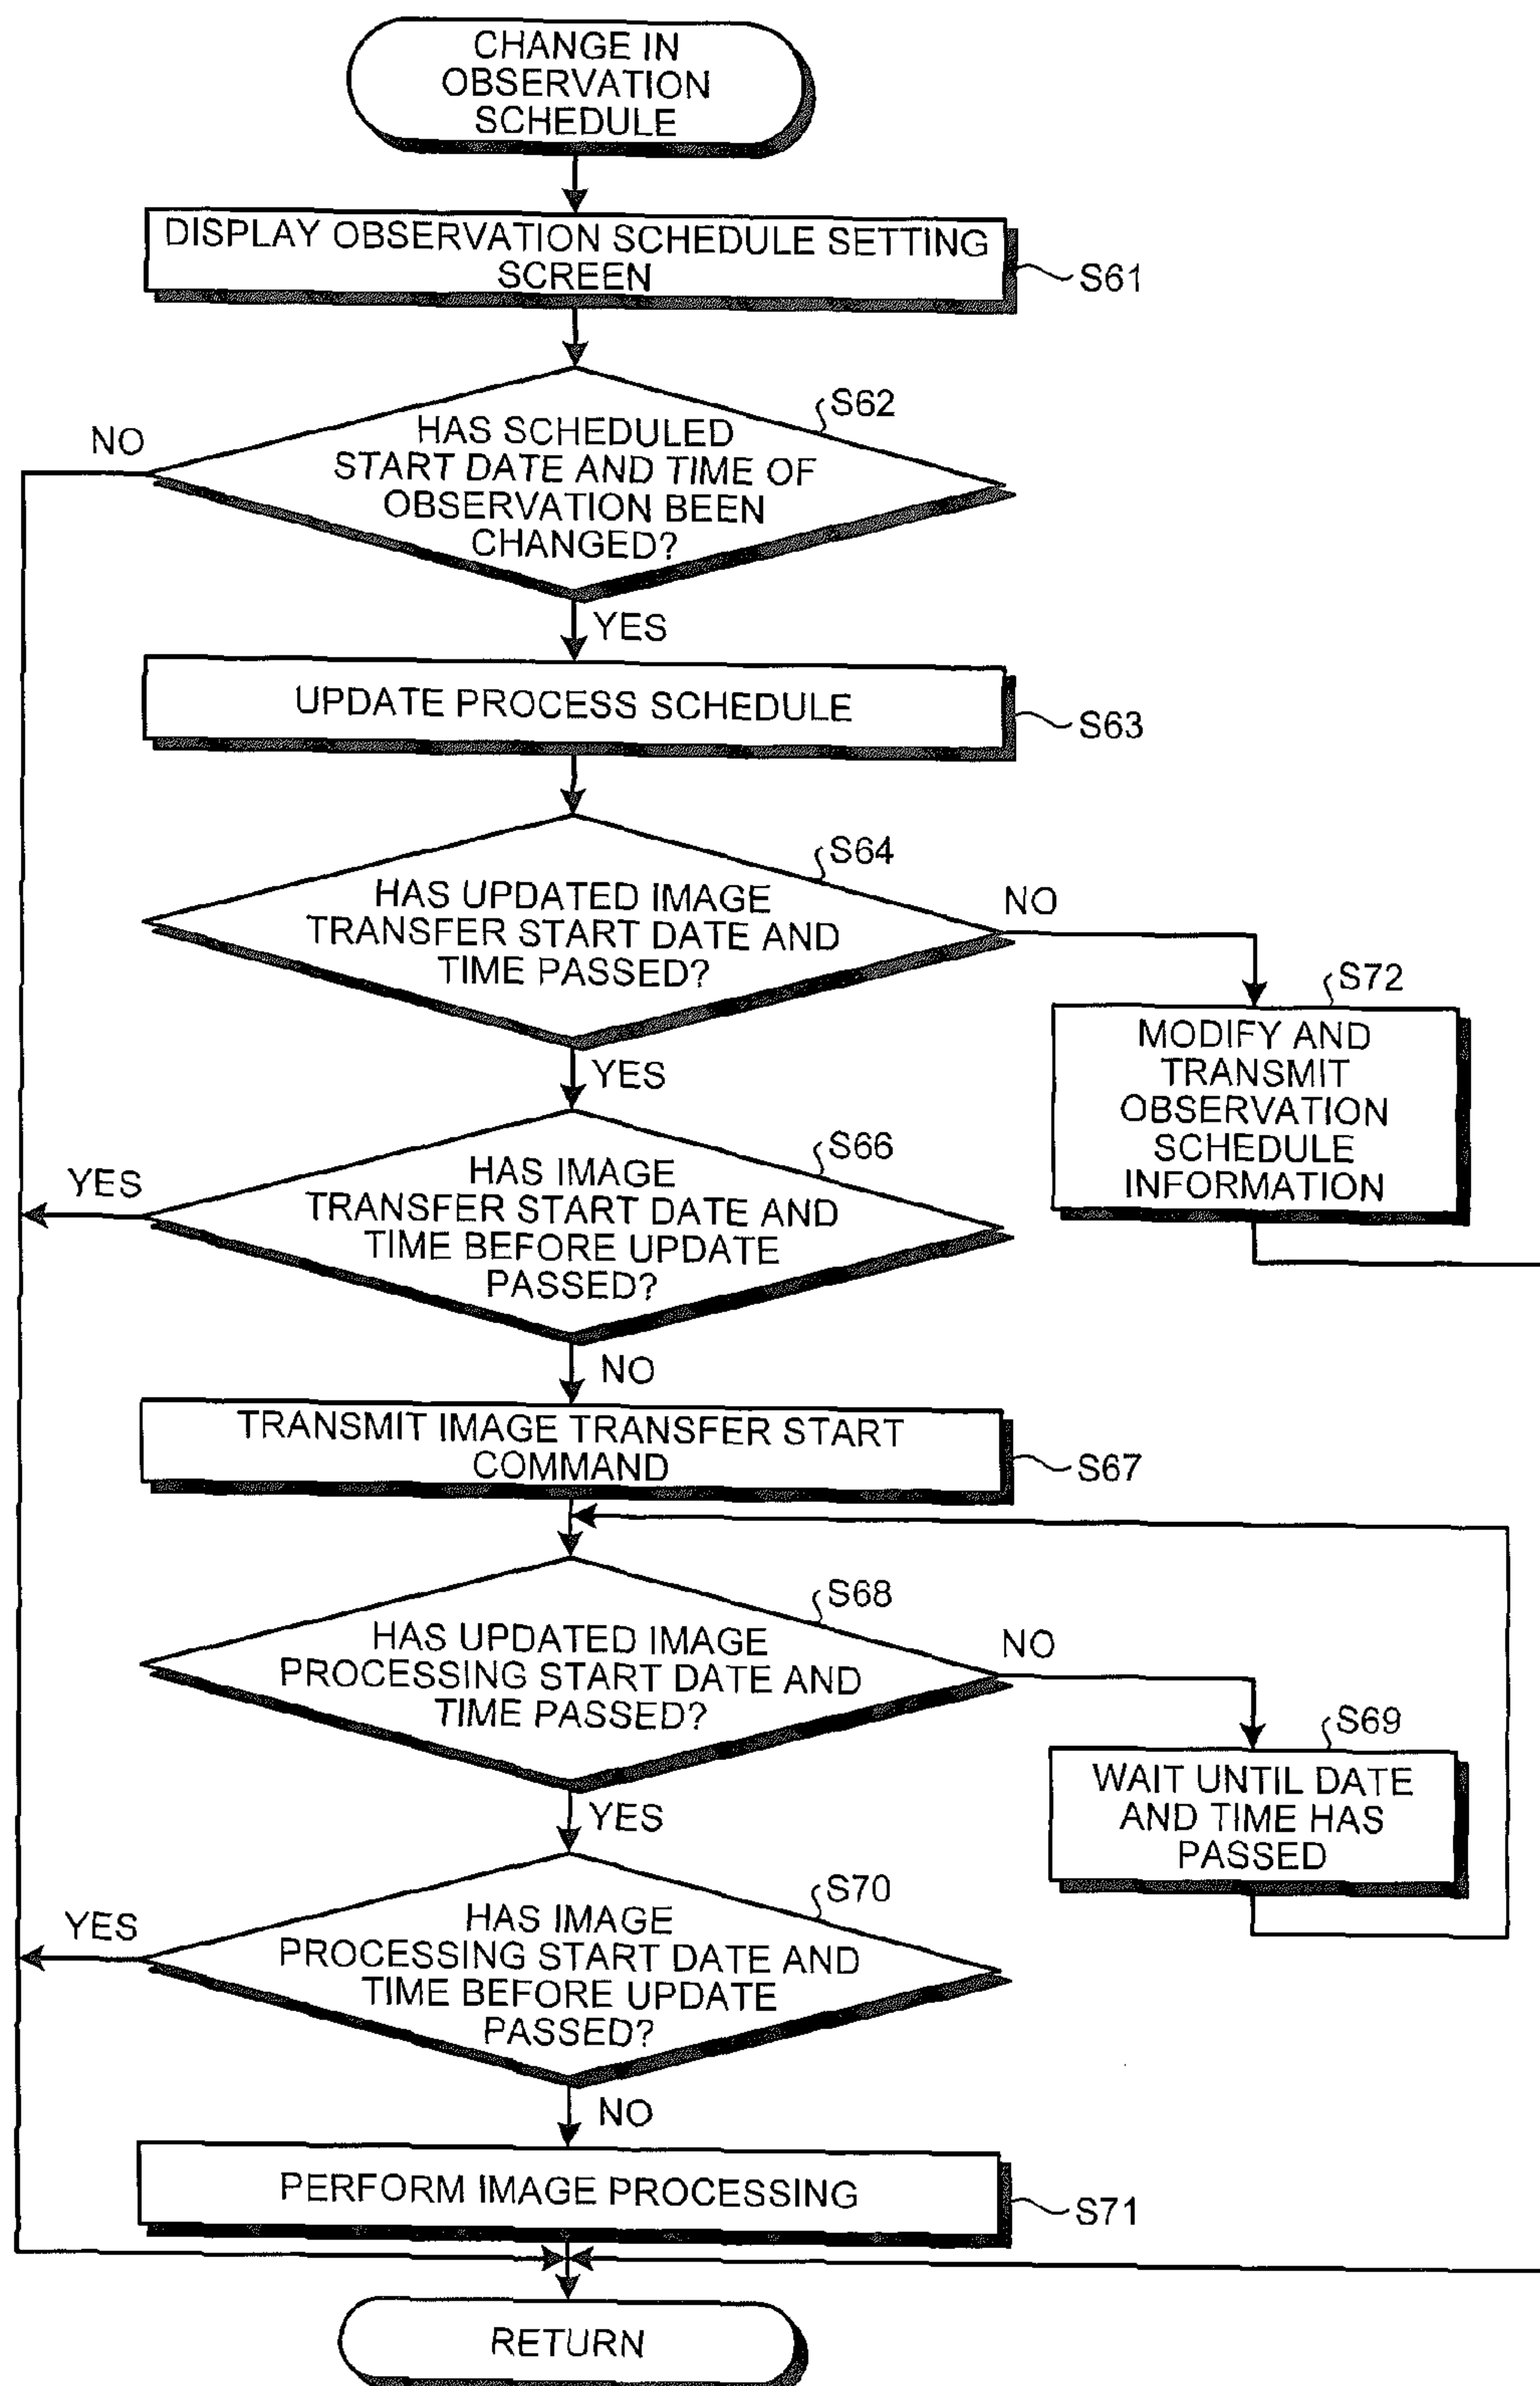 CHANGE IN
OBSERVATION
SCHEDULE
DISPLAY OBSERVATION SCHEDULE SETTING
SCREEN
S61
S62
NO
HAS SCHEDULED
START DATE AND TIME OF
OBSERVATION BEEN
CHANGED?
YES
UPDATE PROCESS SCHEDULE
S63
S64
HAS UPDATED IMAGE
TRANSFER START DATE AND
TIME PASSED?
NO
S72
MODIFY AND
TRANSMIT
OBSERVATION
SCHEDULE
INFORMATION
YES
S66
YES
HAS IMAGE
TRANSFER START DATE AND
TIME BEFORE UPDATE
PASSED?
NO
TRANSMIT IMAGE TRANSFER START
COMMAND
S67
S68
HAS UPDATED IMAGE
PROCESSING START DATE AND
TIME PASSED?
NO
S69
WAIT UNTIL DATE
AND TIME HAS
PASSED
YES
S70
YES
HAS IMAGE
PROCESSING START DATE AND
TIME BEFORE UPDATE
PASSED?
NO
PERFORM IMAGE PROCESSING
S71
RETURN